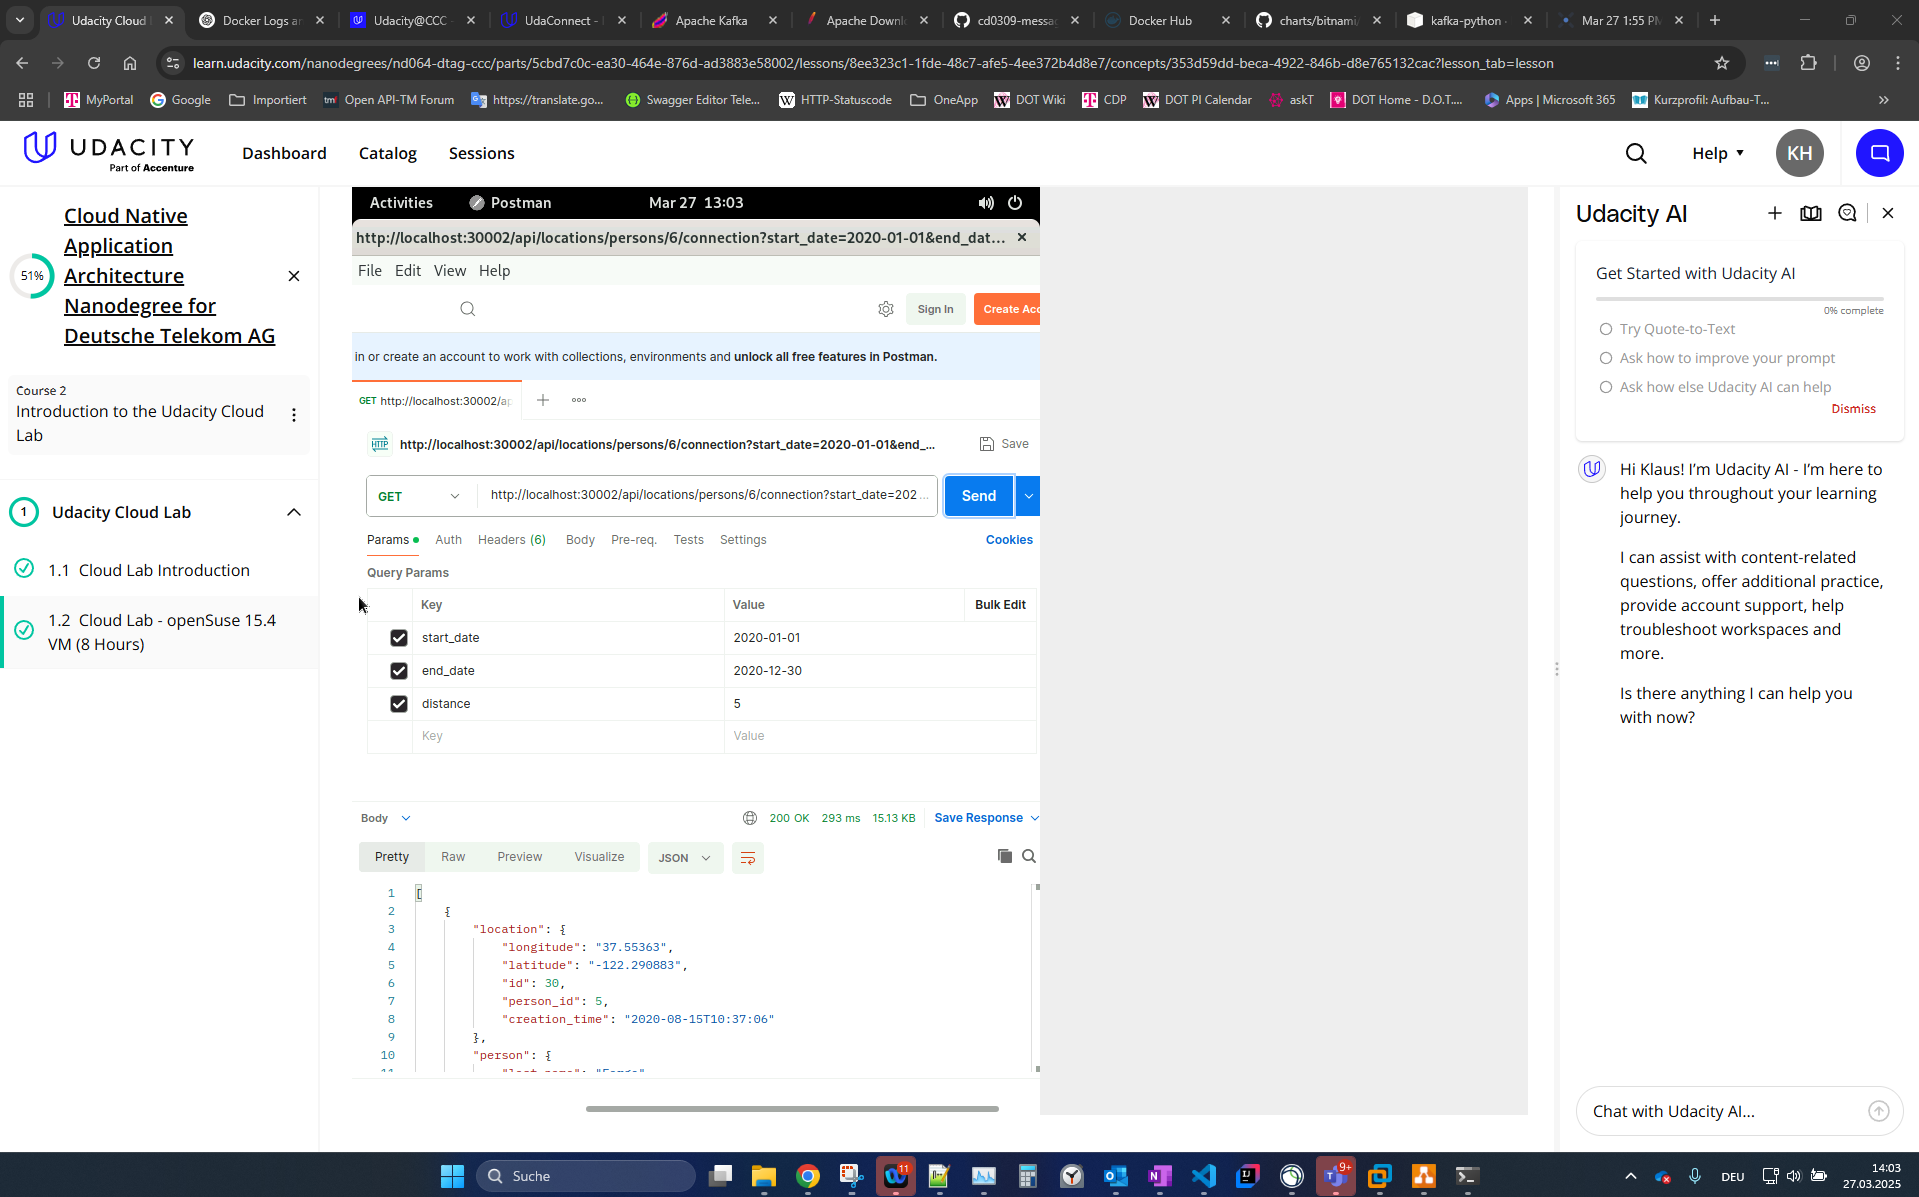 Udacity Cloud
Docker Logs an
Udacity@CCC -
UdaConnect -
Apache Kafka
Apache Downl
cd0309-messa
Docker Hub
charts/bitnami
kafka-python
Mar 27 1:55 PM
learn.udacity.com/nanodegrees/nd064-dtag-ccc/parts/5cbd7c0c-ea30-464e-876d-ad3883e58002/lessons/8ee323c1-1fde-48c7-afe5-4ee372b4d8e7/concepts/353d59dd-beca-4922-846b-d8e765132cac?lesson_tab=lesson
MyPortal
Google
Importiert
Open API-TM Forum
https://translate.go...
Swagger Editor Tele...
HTTP-Statuscode
OneApp
DOT Wiki
CDP
DOT PI Calendar
askT
DOT Home - D.O.T....
Apps | Microsoft 365
Kurzprofil: Aufbau-T...
UDACITY
Part of Accenture
Dashboard
Catalog
Sessions
Help
KH
51%
Cloud Native
Application
Architecture
Nanodegree for
Deutsche Telekom AG
Course 2
Introduction to the Udacity Cloud
Lab
1
Udacity Cloud Lab
1.1 Cloud Lab Introduction
1.2 Cloud Lab - openSuse 15.4
VM (8 Hours)
Activities
Postman
Mar 27 13:03
http://localhost:30002/api/locations/persons/6/connection?start_date=2020-01-01&end_dat...
File Edit View Help
Sign In
Create Acc
in or create an account to work with collections, environments and unlock all free features in Postman.
GET http://localhost:30002/ap
HTTP
http://localhost:30002/api/locations/persons/6/connection?start_date=2020-01-01&end_...
Save
GET
http://localhost:30002/api/locations/persons/6/connection?start_date=202...
Send
Params
Auth
Headers (6)
Body
Pre-req.
Tests
Settings
Cookies
Query Params
Key Value Bulk Edit
start_date 2020-01-01
end_date 2020-12-30
distance 5
Key Value
Body
200 OK 293 ms 15.13 KB
Save Response
Pretty
Raw
Preview
Visualize
JSON
1 [
2 {
3 "location": {
4 "longitude": "37.55363",
5 "latitude": "-122.290883",
6 "id": 30,
7 "person_id": 5,
8 "creation_time": "2020-08-15T10:37:06"
9 },
10 "person": {
Udacity AI
Get Started with Udacity AI
0% complete
Try Quote-to-Text
Ask how to improve your prompt
Ask how else Udacity AI can help
Dismiss
Hi Klaus! I'm Udacity AI - I'm here to
help you throughout your learning
journey.
I can assist with content-related
questions, offer additional practice,
provide account support, help
troubleshoot workspaces and
more.
Is there anything I can help you
with now?
Chat with Udacity AI...
Suche
11
9+
DEU
14:03
27.03.2025